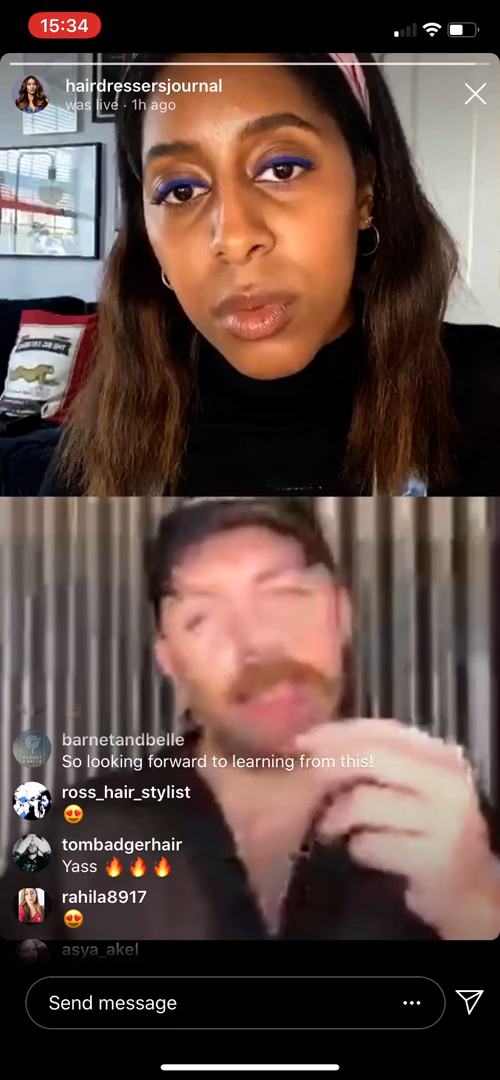 15:34
hairdressersjournal
was live · 1h ago
barnetandbelle
So looking forward to learning from this!
ross_hair_stylist
😍
tombadgerhair
Yass 🔥🔥🔥
rahila8917
😍
asya_akel
Send message